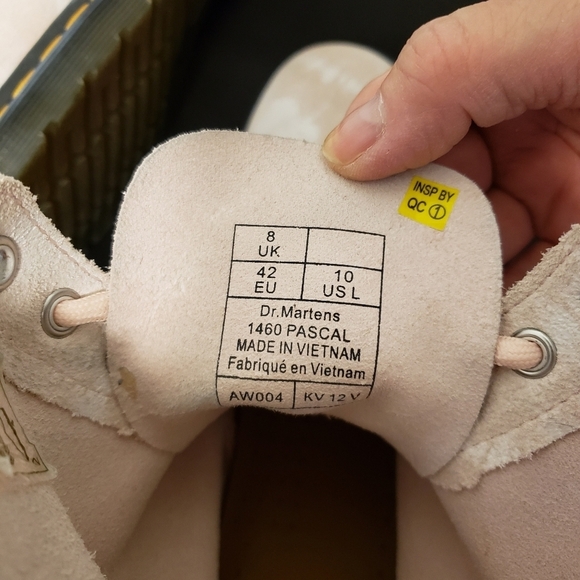 INSP BY
QC 1
8
UK
42
EU
10
US L
Dr.Martens
1460 PASCAL
MADE IN VIETNAM
Fabriqué en Vietnam
AW004
KV 12 V